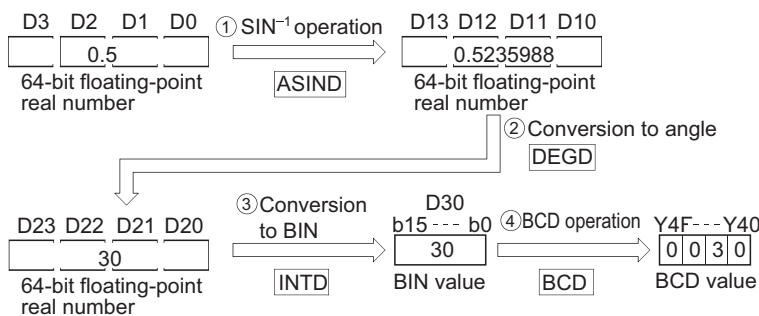 D3 D2 D1 D0
① SIN⁻¹ operation
D13 D12 D11 D10
0.5
0.5235988
64-bit floating-point
real number
ASIND
64-bit floating-point
real number
② Conversion to angle
DEGD
D23 D22 D21 D20
③ Conversion
to BIN
D30
b15 --- b0
④ BCD operation
Y4F---Y40
30
30
0 0 3 0
64-bit floating-point
real number
INTD
BIN value
BCD
BCD value